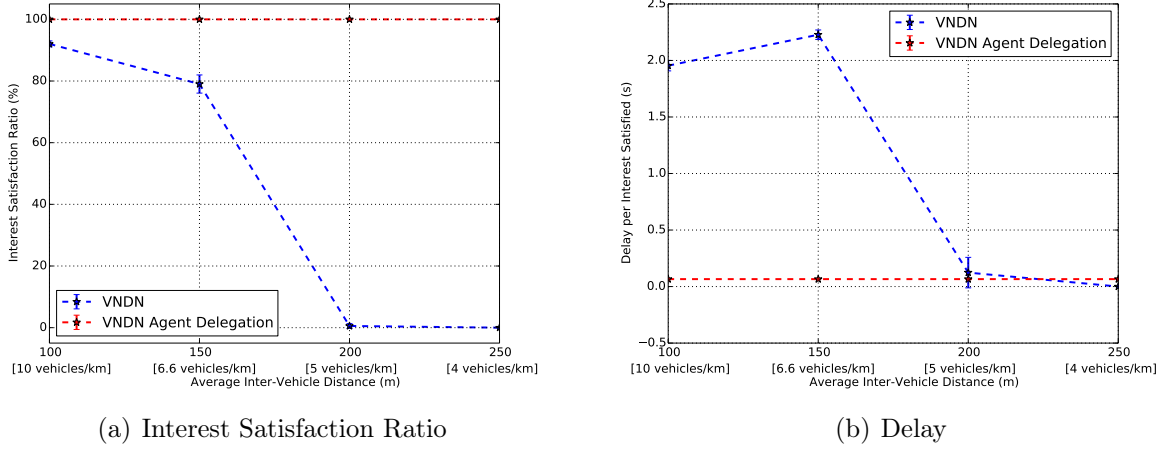 100
80
60
40
20
0
Interest Satisfaction Ratio (%)
VNDN
VNDN Agent Delegation
100 150 200 250
[10 vehicles/km] [6.6 vehicles/km] [5 vehicles/km] [4 vehicles/km]
Average Inter-Vehicle Distance (m)
(a) Interest Satisfaction Ratio
2.5
2.0
1.5
1.0
0.5
0.0
−0.5
Delay per Interest Satisfied (s)
VNDN
VNDN Agent Delegation
100 150 200 250
[10 vehicles/km] [6.6 vehicles/km] [5 vehicles/km] [4 vehicles/km]
Average Inter-Vehicle Distance (m)
(b) Delay